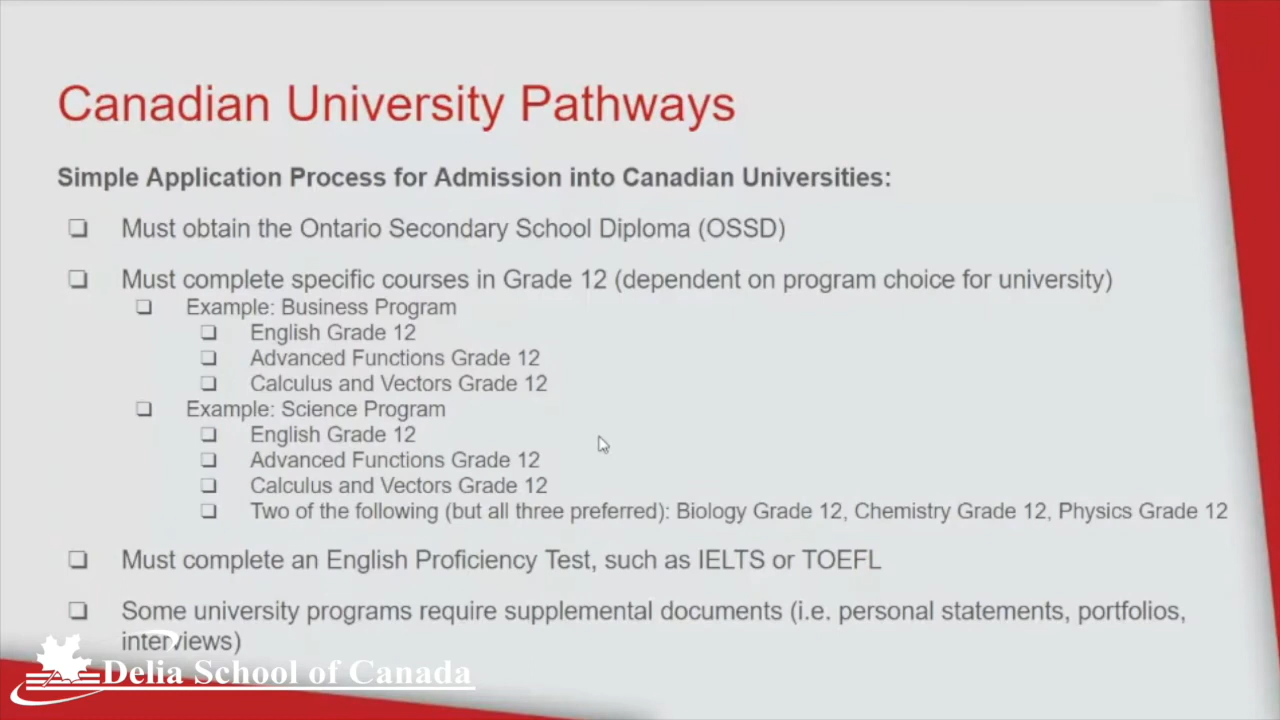 Canadian University Pathways
Simple Application Process for Admission into Canadian Universities:
❏ Must obtain the Ontario Secondary School Diploma (OSSD)
❏ Must complete specific courses in Grade 12 (dependent on program choice for university)
❏ Example: Business Program
❏ English Grade 12
❏ Advanced Functions Grade 12
❏ Calculus and Vectors Grade 12
❏ Example: Science Program
❏ English Grade 12
❏ Advanced Functions Grade 12
❏ Calculus and Vectors Grade 12
❏ Two of the following (but all three preferred): Biology Grade 12, Chemistry Grade 12, Physics Grade 12
❏ Must complete an English Proficiency Test, such as IELTS or TOEFL
❏ Some university programs require supplemental documents (i.e. personal statements, portfolios,
interviews)
Delia School of Canada